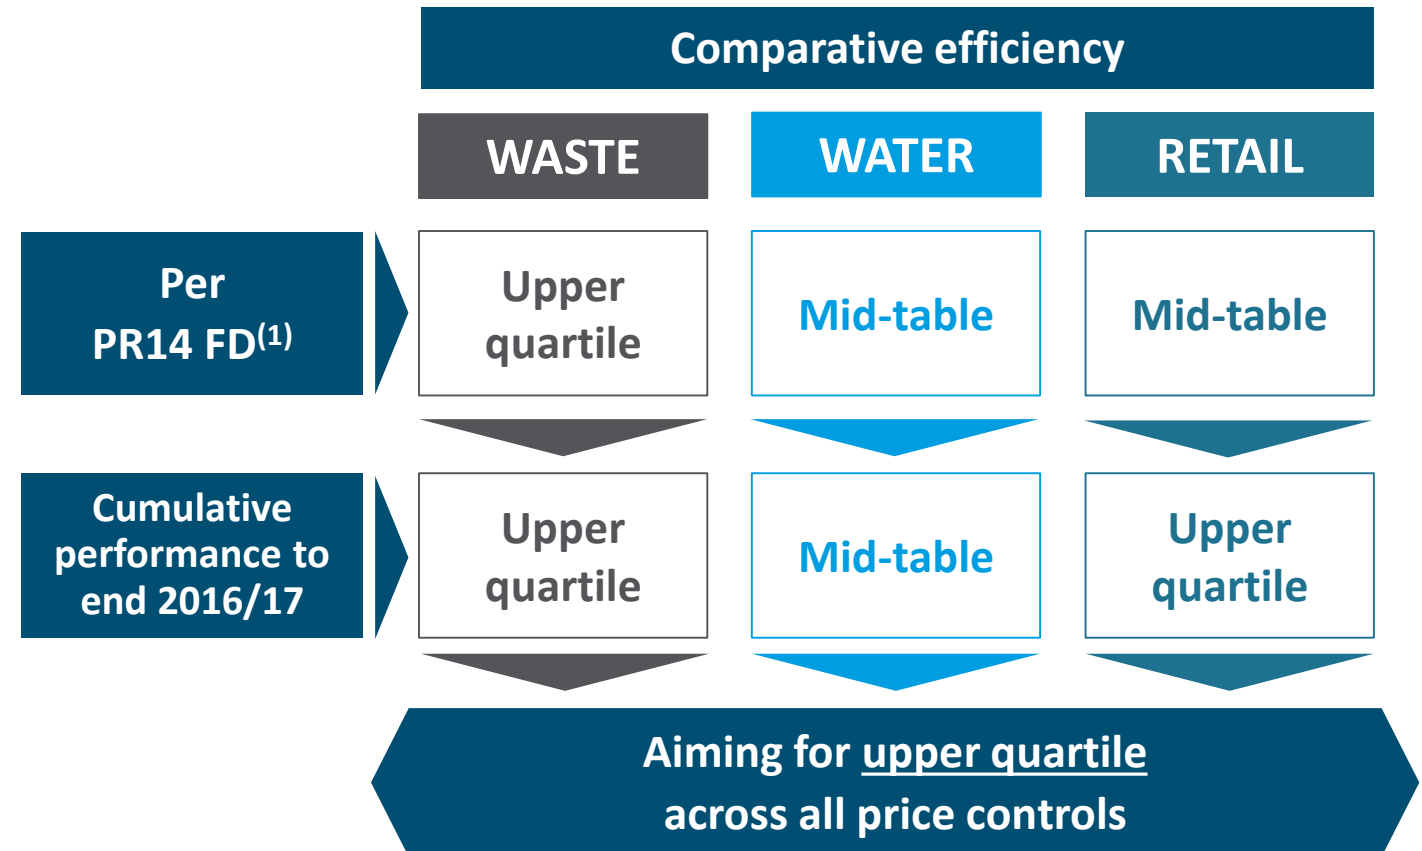 Comparative efficiency
WASTE
WATER
RETAIL
Per
PR14 FD(1)
Upper
quartile
Mid-table
Mid-table
Cumulative
performance to
end 2016/17
Upper
quartile
Mid-table
Upper
quartile
Aiming for upper quartile
across all price controls